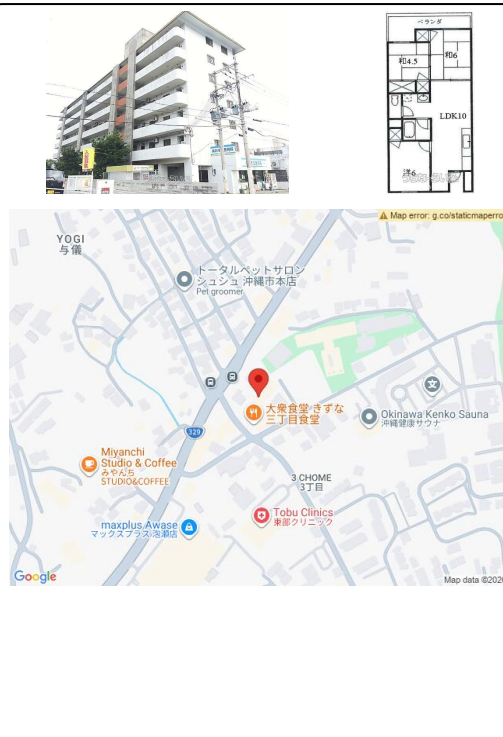 ベランダ
和4.5
和6
LDK10
洋6
Map error: g.co/staticmaperro
YOGI
与儀
トータルペットサロン
シュシュ 沖縄市本店
Pet groomer
大衆食堂 きずな
三丁目食堂
Okinawa Kenko Sauna
沖縄健康サウナ
329
Miyanchi
Studio & Coffee
みやんち
STUDIO&COFFEE
3 CHOME
3丁目
Tobu Clinics
東部クリニック
maxplus Awase
マックスプラス 泡瀬店
Google
Map data ©2026